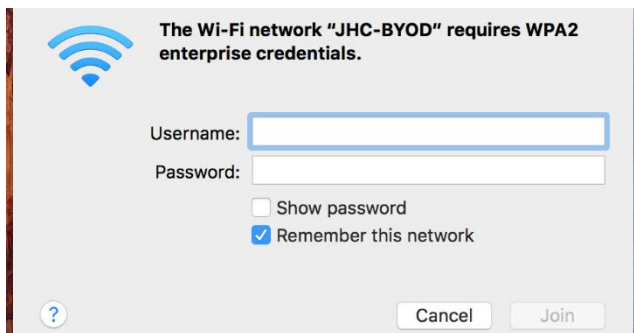 The Wi-Fi network “JHC-BYOD” requires WPA2
enterprise credentials.
Username:
Password:
Show password
Remember this network
?
Cancel
Join